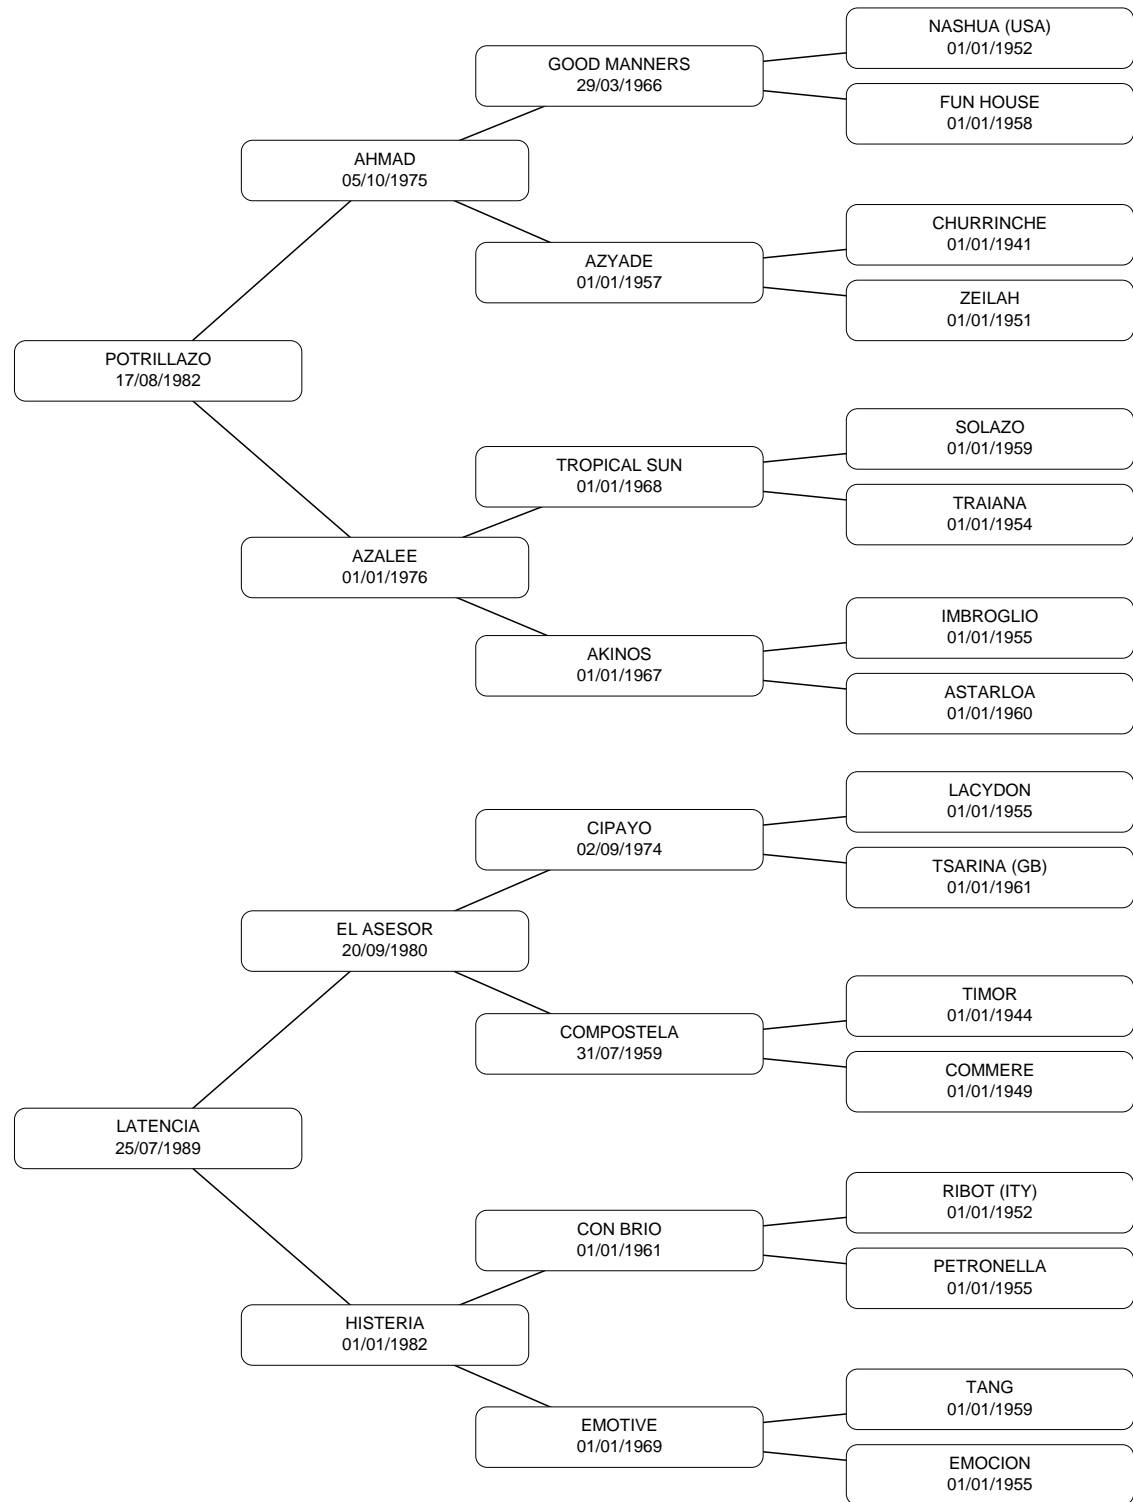 NASHUA (USA)
01/01/1952
GOOD MANNERS
29/03/1966
FUN HOUSE
01/01/1958
AHMAD
05/10/1975
CHURRINCHE
01/01/1941
AZYADE
01/01/1957
ZEILAH
01/01/1951
POTRILLAZO
17/08/1982
SOLAZO
01/01/1959
TROPICAL SUN
01/01/1968
TRAIANA
01/01/1954
AZALEE
01/01/1976
IMBROGLIO
01/01/1955
AKINOS
01/01/1967
ASTARLOA
01/01/1960
LACYDON
01/01/1955
CIPAYO
02/09/1974
TSARINA (GB)
01/01/1961
EL ASESOR
20/09/1980
TIMOR
01/01/1944
COMPOSTELA
31/07/1959
COMMERE
01/01/1949
LATENCIA
25/07/1989
RIBOT (ITY)
01/01/1952
CON BRIO
01/01/1961
PETRONELLA
01/01/1955
HISTERIA
01/01/1982
TANG
01/01/1959
EMOTIVE
01/01/1969
EMOCION
01/01/1955